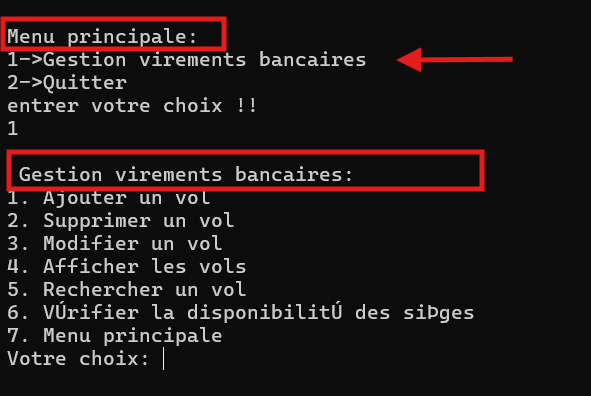 Menu principale:
1->Gestion virements bancaires
2->Quitter
entrer votre choix !!
1
Gestion virements bancaires:
1. Ajouter un vol
2. Supprimer un vol
3. Modifier un vol
4. Afficher les vols
5. Rechercher un vol
6. VÚrifier la disponibilitÚ des siÞges
7. Menu principale
Votre choix: